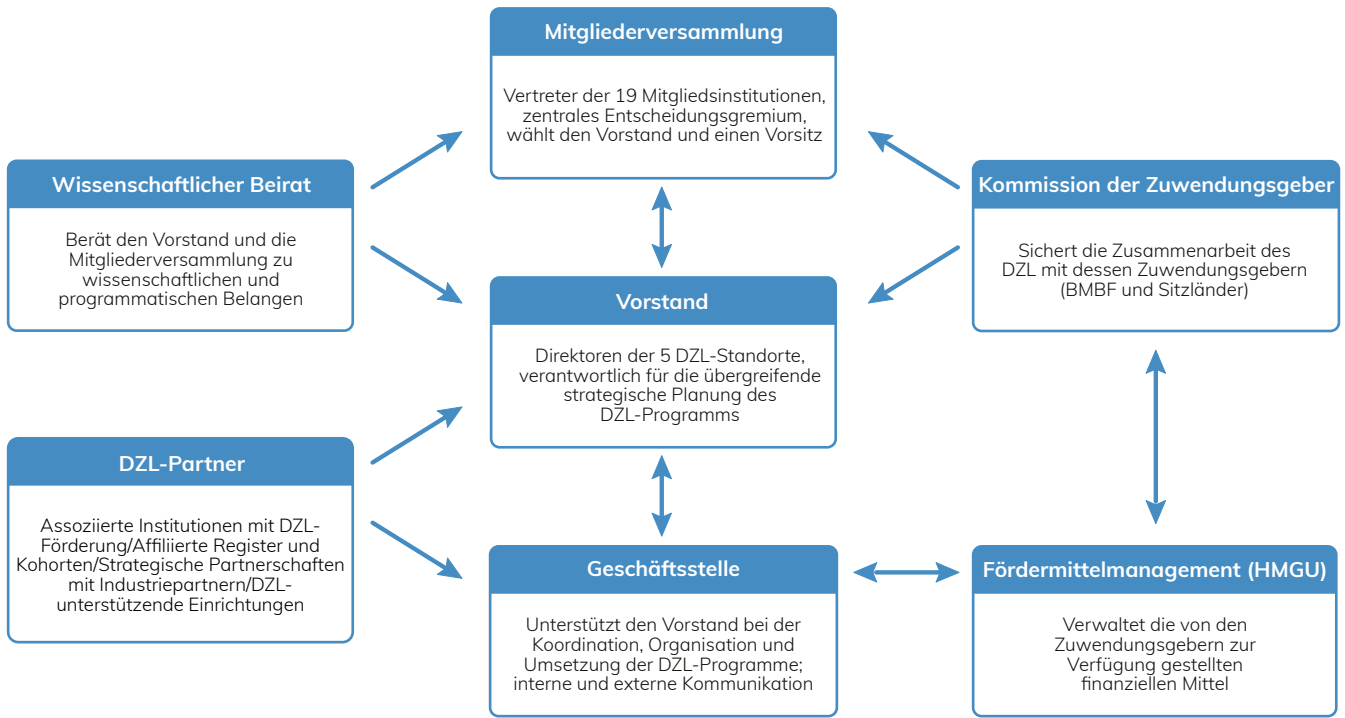 Mitgliederversammlung
Vertreter der 19 Mitgliedsinstitutionen,
zentrales Entscheidungsgremium,
wählt den Vorstand und einen Vorsitz
Wissenschaftlicher Beirat
Berät den Vorstand und die
Mitgliederversammlung zu
wissenschaftlichen und
programmatischen Belangen
Kommission der Zuwendungsgeber
Sichert die Zusammenarbeit des
DZL mit dessen Zuwendungsgebern
(BMBF und Sitzländer)
Vorstand
Direktoren der 5 DZL-Standorte,
verantwortlich für die übergreifende
strategische Planung des
DZL-Programms
DZL-Partner
Assoziierte Institutionen mit DZL-
Förderung/Affiliierte Register und
Kohorten/Strategische Partnerschaften
mit Industriepartnern/DZL-
unterstützende Einrichtungen
Geschäftsstelle
Unterstützt den Vorstand bei der
Koordination, Organisation und
Umsetzung der DZL-Programme;
interne und externe Kommunikation
Fördermittelmanagement (HMGU)
Verwaltet die von den
Zuwendungsgebern zur
Verfügung gestellten
finanziellen Mittel